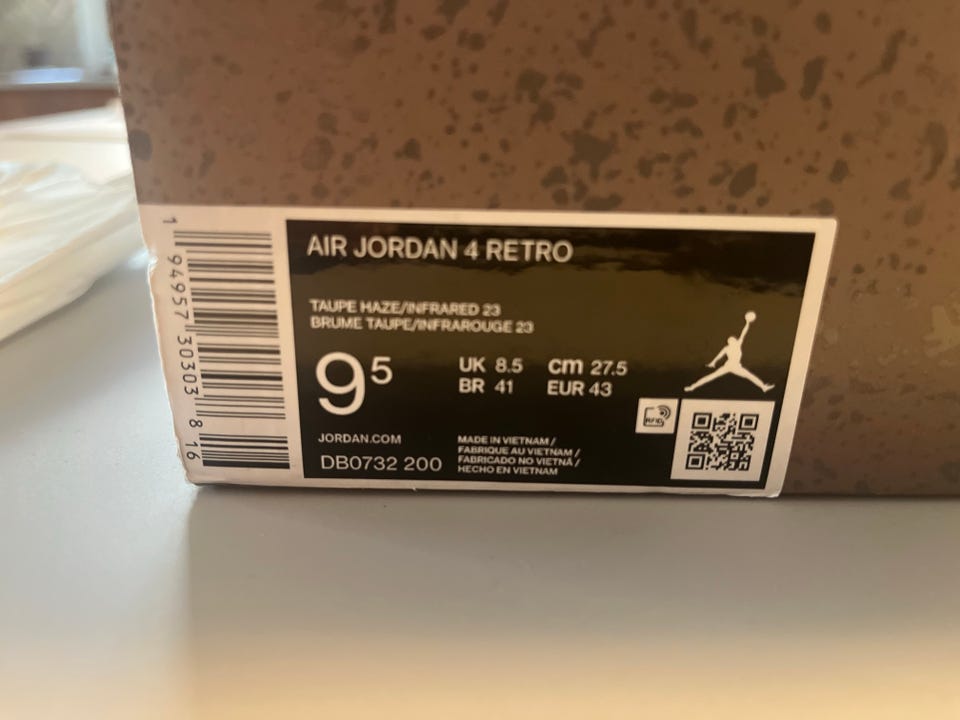 AIR JORDAN 4 RETRO
TAUPE HAZE/INFRARED 23
BRUME TAUPE/INFRAROUGE 23
9 5
UK 8.5 cm 27.5
BR 41 EUR 43
RFID
JORDAN.COM
DB0732 200
MADE IN VIETNAM /
FABRIQUE AU VIETNAM /
FABRICADO NO VIETNÃ /
HECHO EN VIETNAM
1 94957 30303 8 16